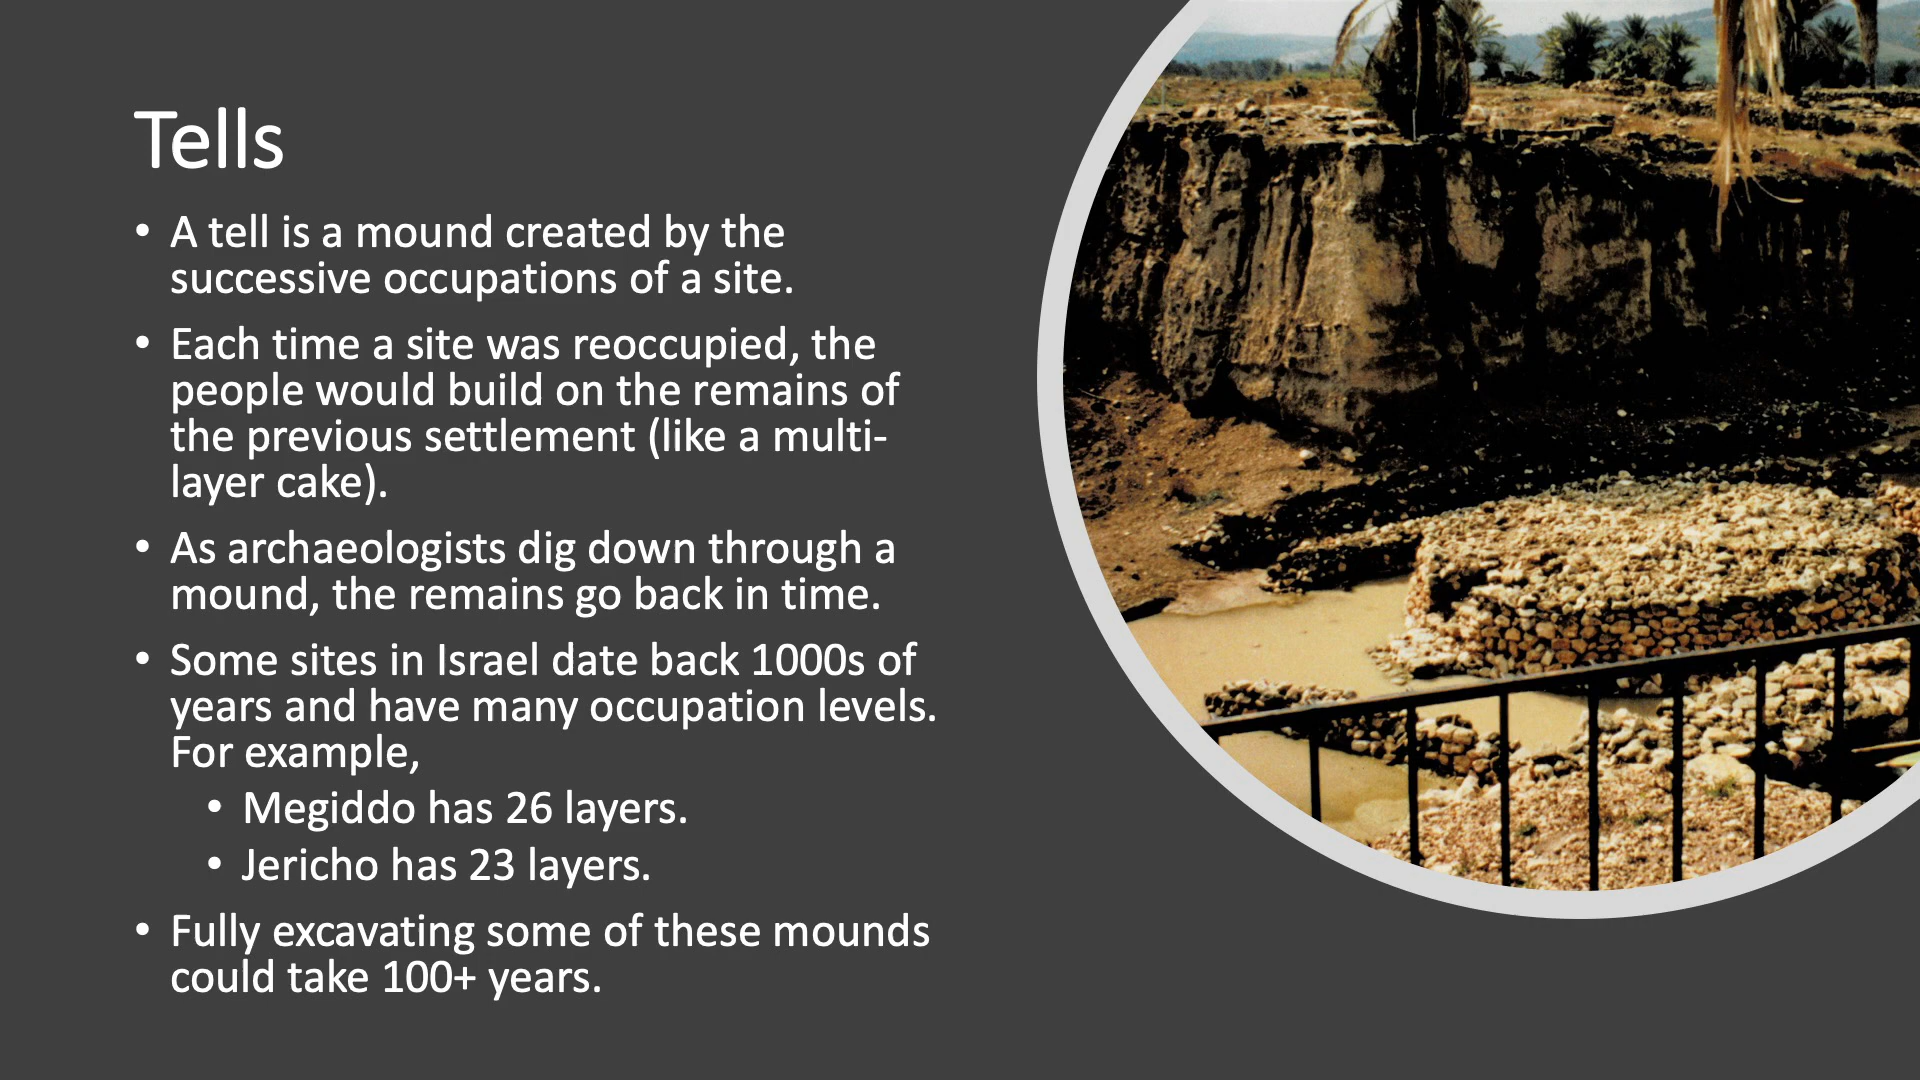 Tells
• A tell is a mound created by the
successive occupations of a site.
• Each time a site was reoccupied, the
people would build on the remains of
the previous settlement (like a multi-
layer cake).
• As archaeologists dig down through a
mound, the remains go back in time.
• Some sites in Israel date back 1000s of
years and have many occupation levels.
For example,
• Megiddo has 26 layers.
• Jericho has 23 layers.
• Fully excavating some of these mounds
could take 100+ years.